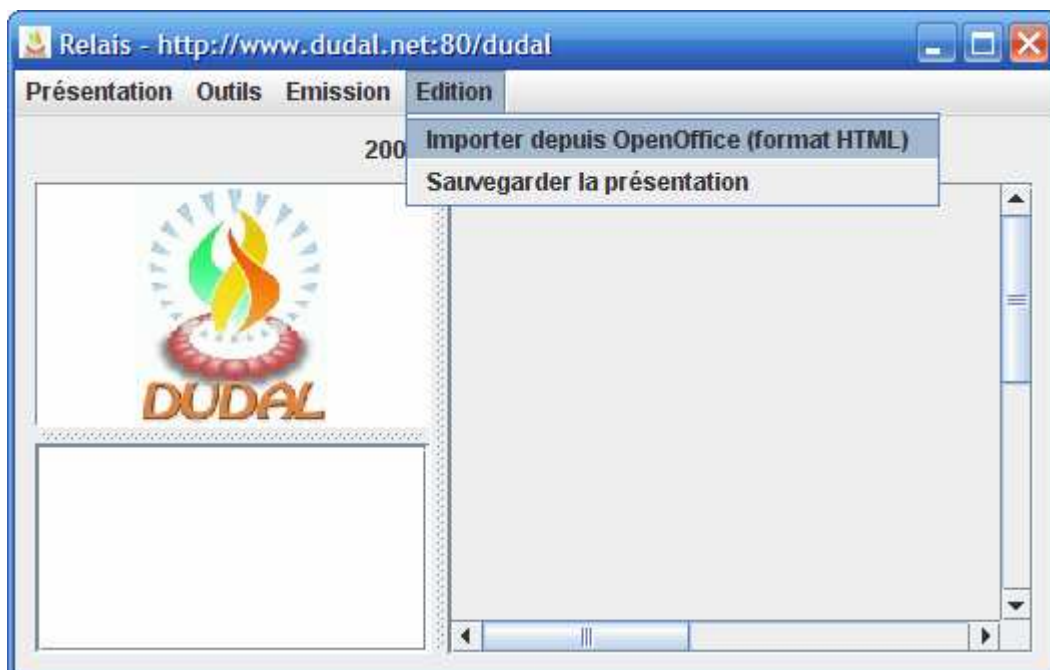 Relais - http://www.dudal.net:80/dudal
Présentation Outils Emission Edition
Importer depuis OpenOffice (format HTML)
200
Sauvegarder la présentation
DUDAL